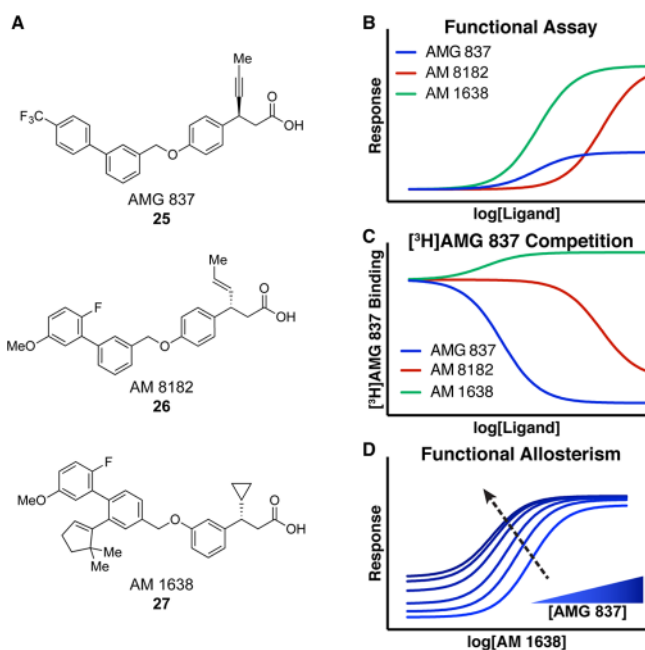 A
Me
O
OH
F3C
O
AMG 837
25
Me
O
OH
F
MeO
O
AM 8182
26
F
MeO
O
O
OH
Me
Me
AM 1638
27
B
Functional Assay
AMG 837
AM 8182
AM 1638
Response
log[Ligand]
C
[³H]AMG 837 Competition
[³H]AMG 837 Binding
AMG 837
AM 8182
AM 1638
log[Ligand]
D
Functional Allosterism
Response
[AMG 837]
log[AM 1638]